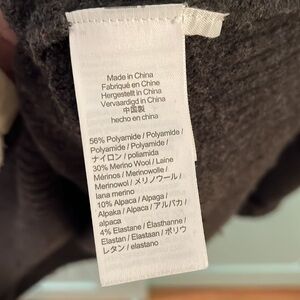 Made in China
Fabriqué en Chine
Hergestellt in China
Vervaardigd in China
中国製
hecho en china
56% Polyamide / Polyamide /
Polyamide / Polyamide /
ナイロン / poliamida
30% Merino Wool / Laine
Mérinos / Merinowolle /
Merinowol / メリノウール /
lana merino
10% Alpaca / Alpaga /
Alpaka / Alpaca / アルパカ /
alpaca
4% Elastane / Élasthanne /
Elastan / Elastaan / ポリウ
レタン / elastano